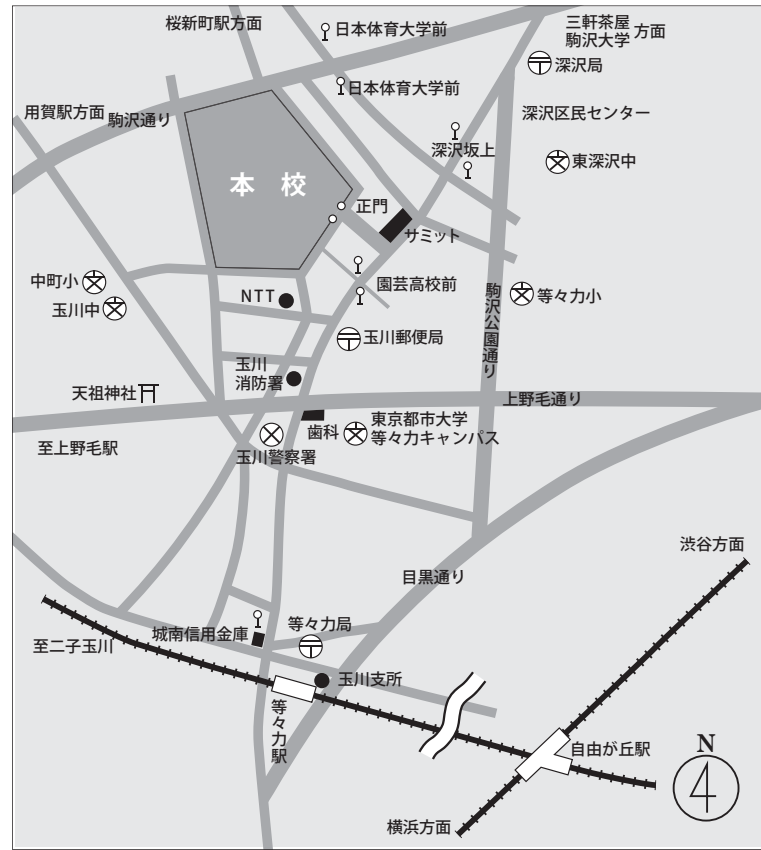 桜新町駅方面
日本体育大学前
三軒茶屋
駒沢大学 方面
深沢局
日本体育大学前
用賀駅方面
駒沢通り
深沢区民センター
深沢坂上
東深沢中
本 校
正門
サミット
中町小
園芸高校前
NTT
等々力小
玉川中
駒沢公園通り
玉川郵便局
玉川
消防署
天祖神社
上野毛通り
東京都市大学
等々力キャンパス
歯科
至上野毛駅
玉川警察署
渋谷方面
目黒通り
等々力局
城南信用金庫
至二子玉川
玉川支所
等々力駅
自由が丘駅
N
横浜方面